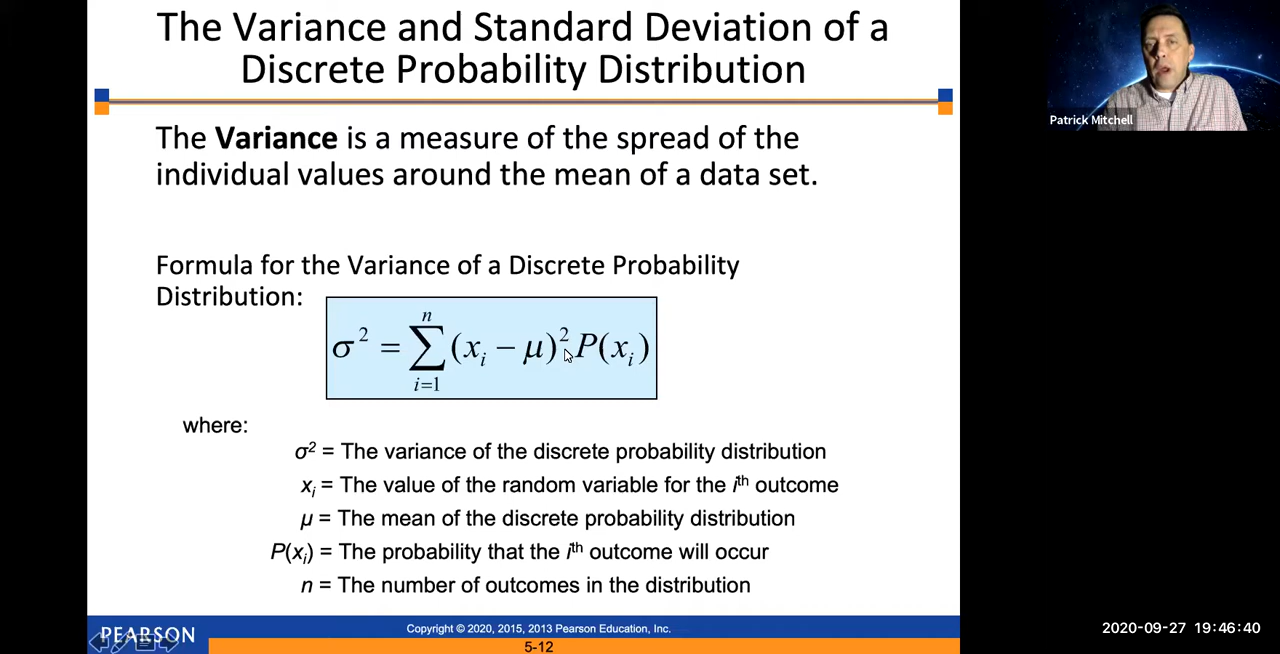 The Variance and Standard Deviation of a
Discrete Probability Distribution
Patrick Mitchell
The Variance is a measure of the spread of the
individual values around the mean of a data set.
Formula for the Variance of a Discrete Probability
Distribution:
σ² = ∑ᵢ₌₁ⁿ (xᵢ − μ)² P(xᵢ)
where:
σ² = The variance of the discrete probability distribution
xᵢ = The value of the random variable for the iᵗʰ outcome
μ = The mean of the discrete probability distribution
P(xᵢ) = The probability that the iᵗʰ outcome will occur
n = The number of outcomes in the distribution
PEARSON
Copyright © 2020, 2015, 2013 Pearson Education, Inc.
5-12
2020-09-27 19:46:40